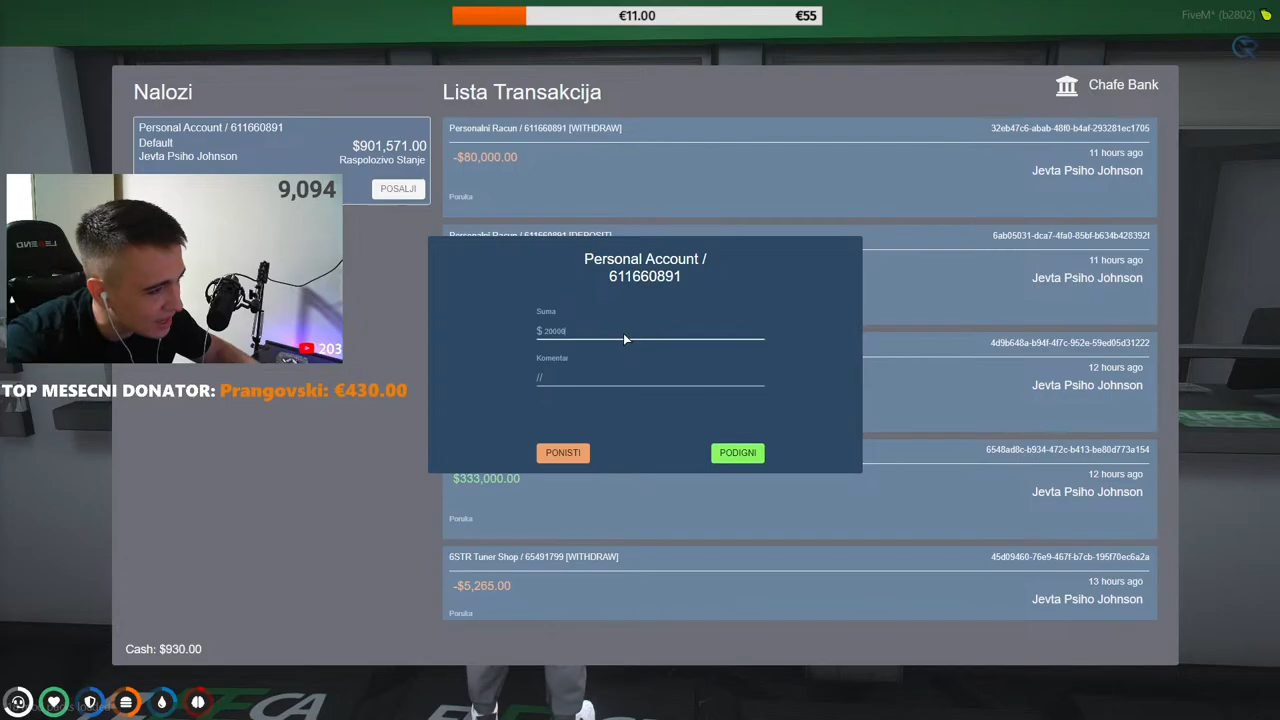 €11.00
€55
FiveM* (b2802)
Nalozi
Lista Transakcija
Chafe Bank
Personal Account / 611660891
Default
Jevta Psiho Johnson
$901,571.00
Raspolozivo Stanje
POSALJI
9,094
203
TOP MESECNI DONATOR: Prangovski: €430.00
Personalni Racun / 611660891 [WITHDRAW]
32eb47c6-abab-48f0-b4af-293281ec1705
-$80,000.00
11 hours ago
Jevta Psiho Johnson
Poruka
Personalni Racun / 611660891 [DEPOSIT]
6ab05031-dca7-4fa0-85bf-b634b428392f
11 hours ago
Jevta Psiho Johnson
4d9b648a-b94f-4f7c-952e-59ed05d31222
12 hours ago
Jevta Psiho Johnson
Personal Account /
611660891
Suma
$ 20000
Komentar
//
PONISTI
PODIGNI
6548ad8c-b934-472c-b413-be80d773a154
$333,000.00
12 hours ago
Jevta Psiho Johnson
Poruka
6STR Tuner Shop / 65491799 [WITHDRAW]
45d09460-76e9-467f-b7cb-195f70ec6a2a
-$5,265.00
13 hours ago
Jevta Psiho Johnson
Poruka
Cash: $930.00